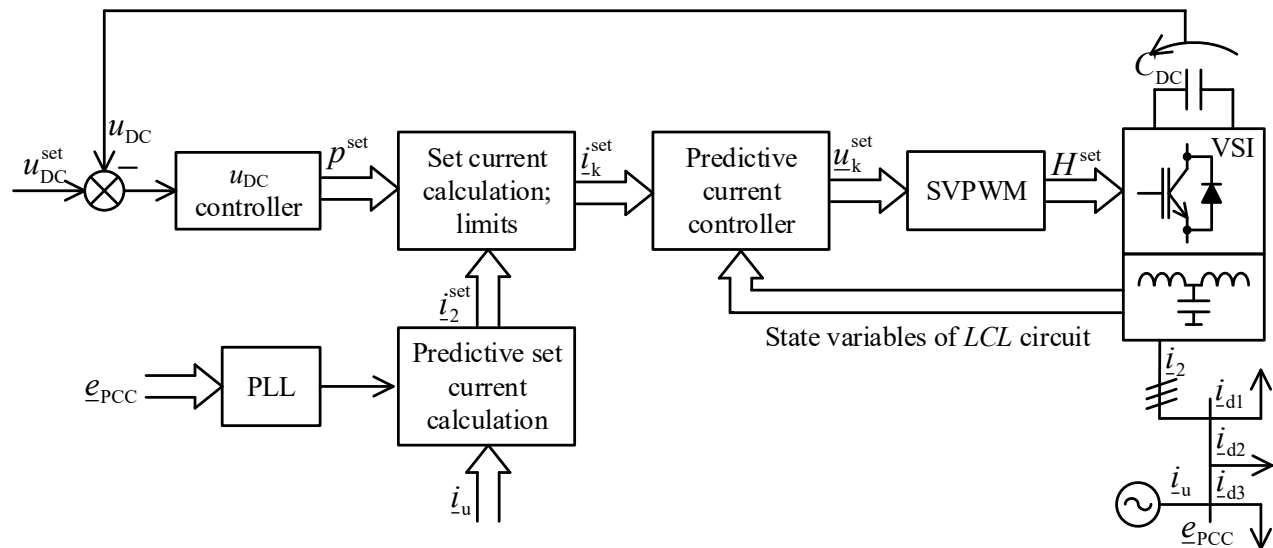 C_DC
u_DC
u_DC^set
−
u_DC
controller
p^set
Set current
calculation;
limits
i_k^set
Predictive
current
controller
u_k^set
SVPWM
H^set
VSI
i_2^set
State variables of LCL circuit
e_PCC
PLL
Predictive set
current
calculation
i_u
i_2
i_d1
i_d2
i_d3
i_u
e_PCC